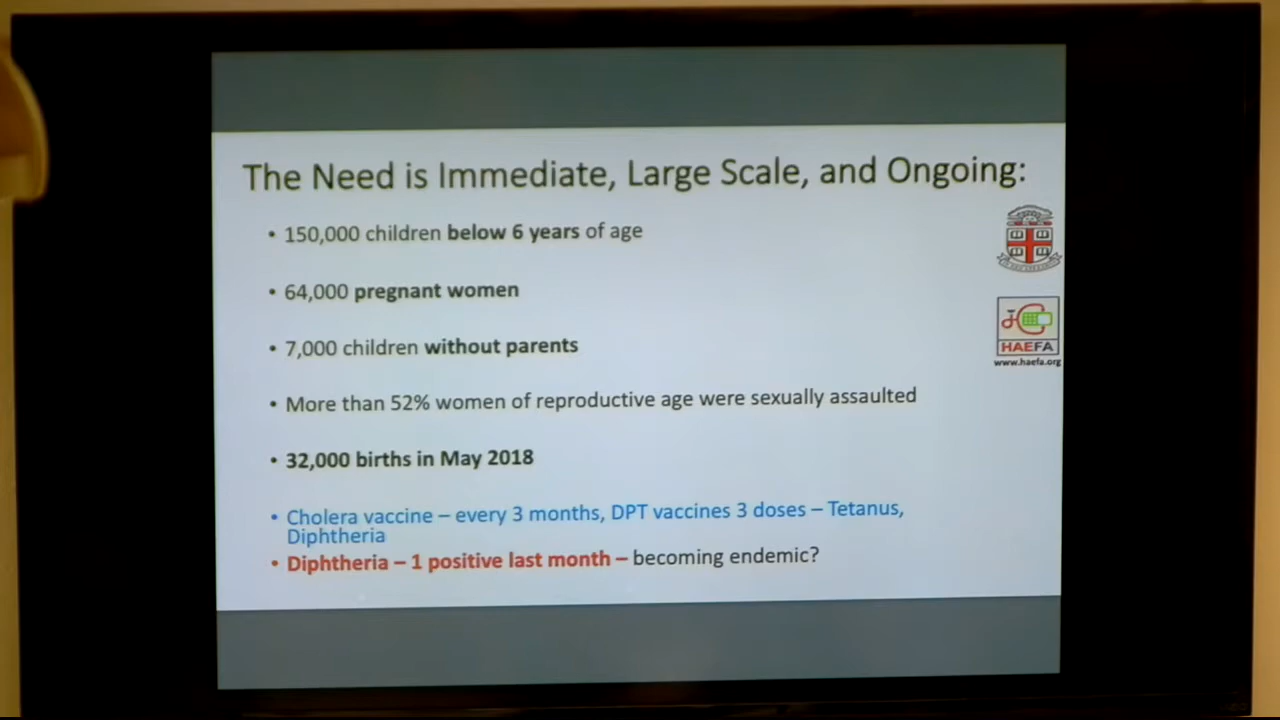 The Need is Immediate, Large Scale, and Ongoing:
• 150,000 children below 6 years of age
• 64,000 pregnant women
• 7,000 children without parents
• More than 52% women of reproductive age were sexually assaulted
• 32,000 births in May 2018
• Cholera vaccine – every 3 months, DPT vaccines 3 doses – Tetanus,
Diphtheria
• Diphtheria – 1 positive last month – becoming endemic?
HAEFA
www.haefa.org